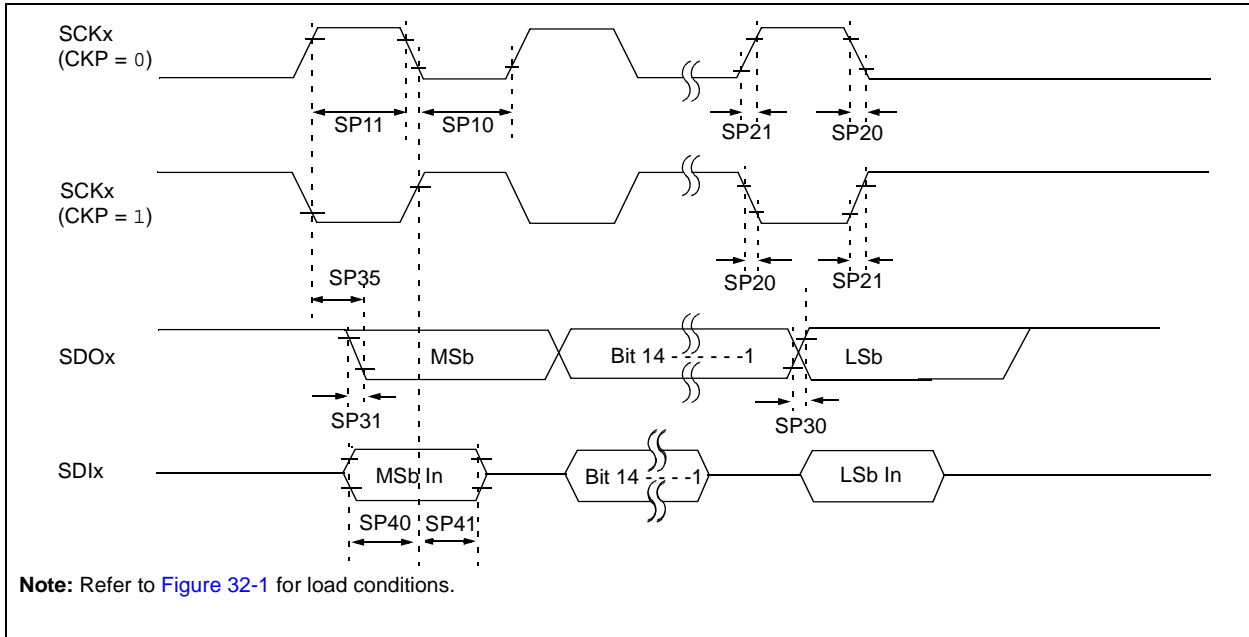 SCKx
(CKP = 0)
SP11
SP10
SP21
SP20
SCKx
(CKP = 1)
SP35
SP20
SP21
SDOx
MSb
Bit 14 - - - - - -1
LSb
SP31
SP30
SDIx
MSb In
Bit 14 - - - -1
LSb In
SP40
SP41
Note: Refer to Figure 32-1 for load conditions.